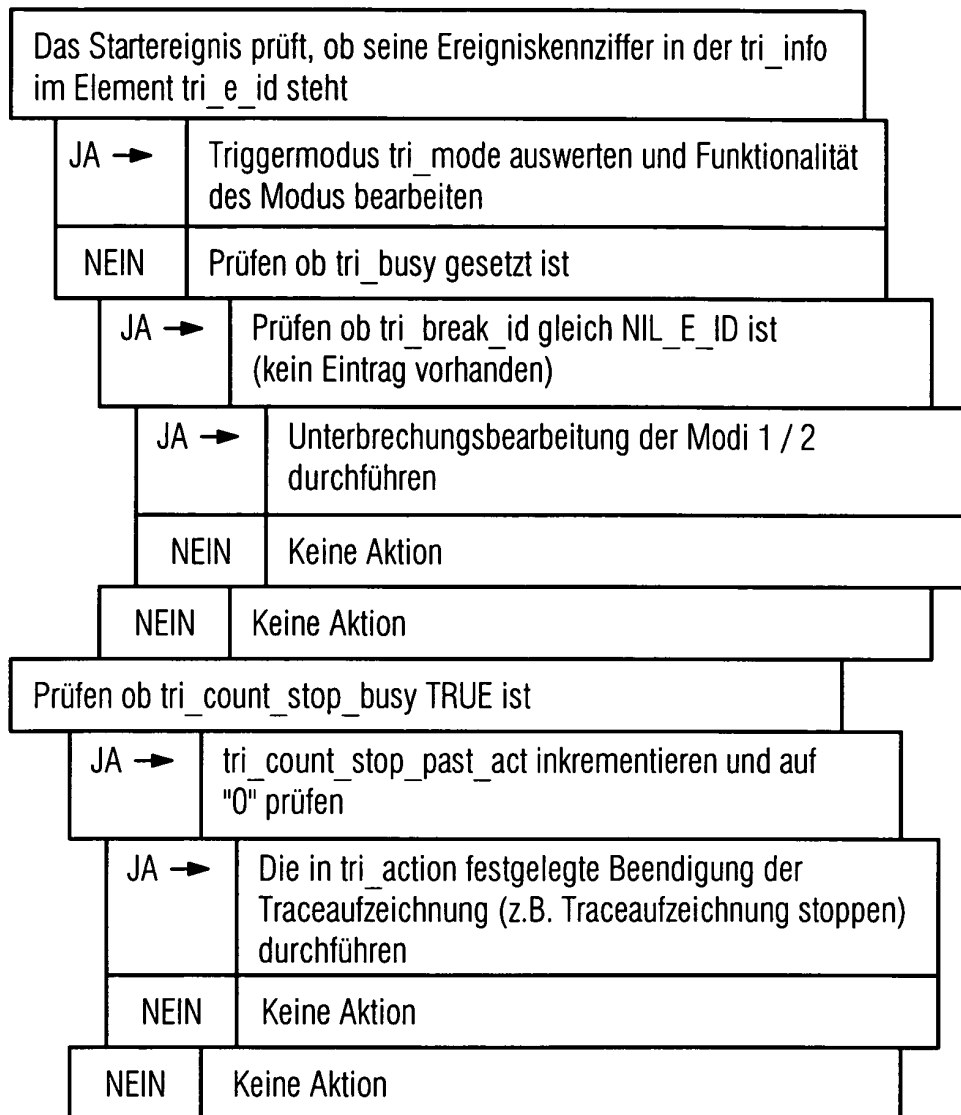 Das Startereignis prüft, ob seine Ereigniskennziffer in der tri_info
im Element tri_e_id steht
JA → Triggermodus tri_mode auswerten und Funktionalität
des Modus bearbeiten
NEIN Prüfen ob tri_busy gesetzt ist
JA → Prüfen ob tri_break_id gleich NIL_E_ID ist
(kein Eintrag vorhanden)
JA → Unterbrechungsbearbeitung der Modi 1 / 2
durchführen
NEIN Keine Aktion
NEIN Keine Aktion
Prüfen ob tri_count_stop_busy TRUE ist
JA → tri_count_stop_past_act inkrementieren und auf
"0" prüfen
JA → Die in tri_action festgelegte Beendigung der
Traceaufzeichnung (z.B. Traceaufzeichnung stoppen)
durchführen
NEIN Keine Aktion
NEIN Keine Aktion